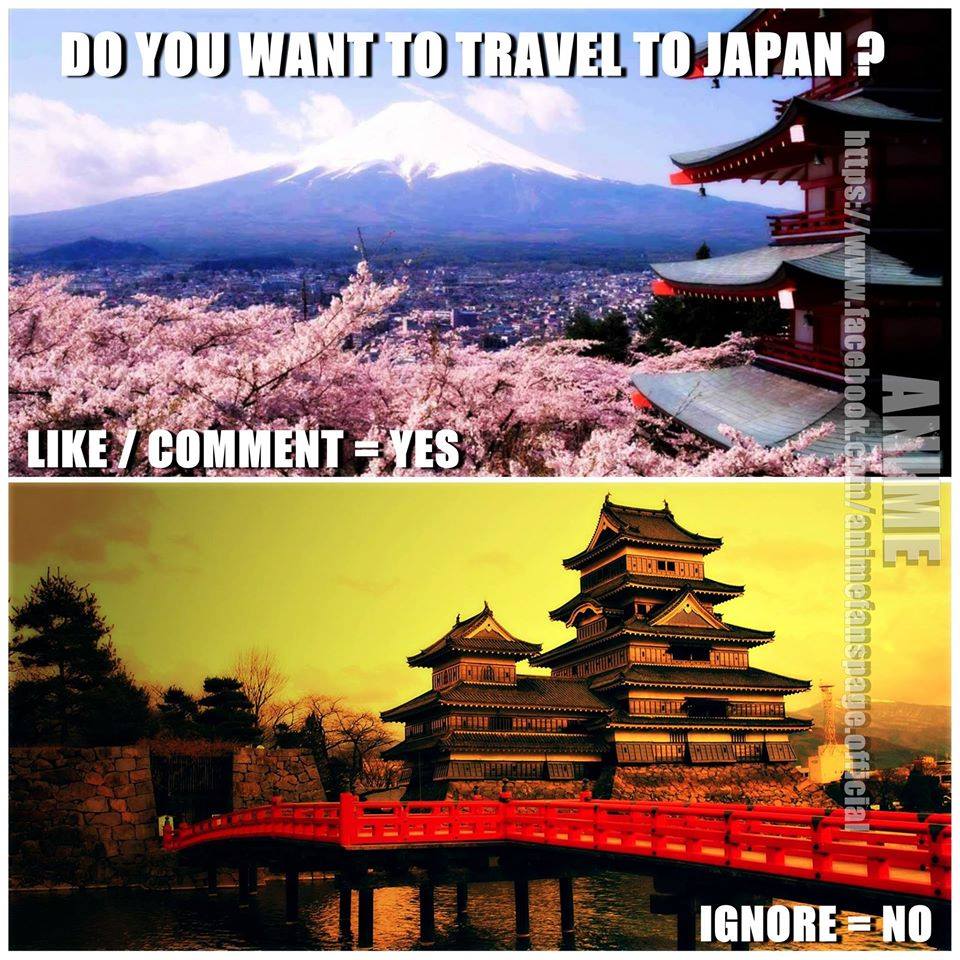 DO YOU WANT TO TRAVEL TO JAPAN ?
https://www.facebook.com/animefanspage.official
ANIME
LIKE / COMMENT = YES
IGNORE = NO